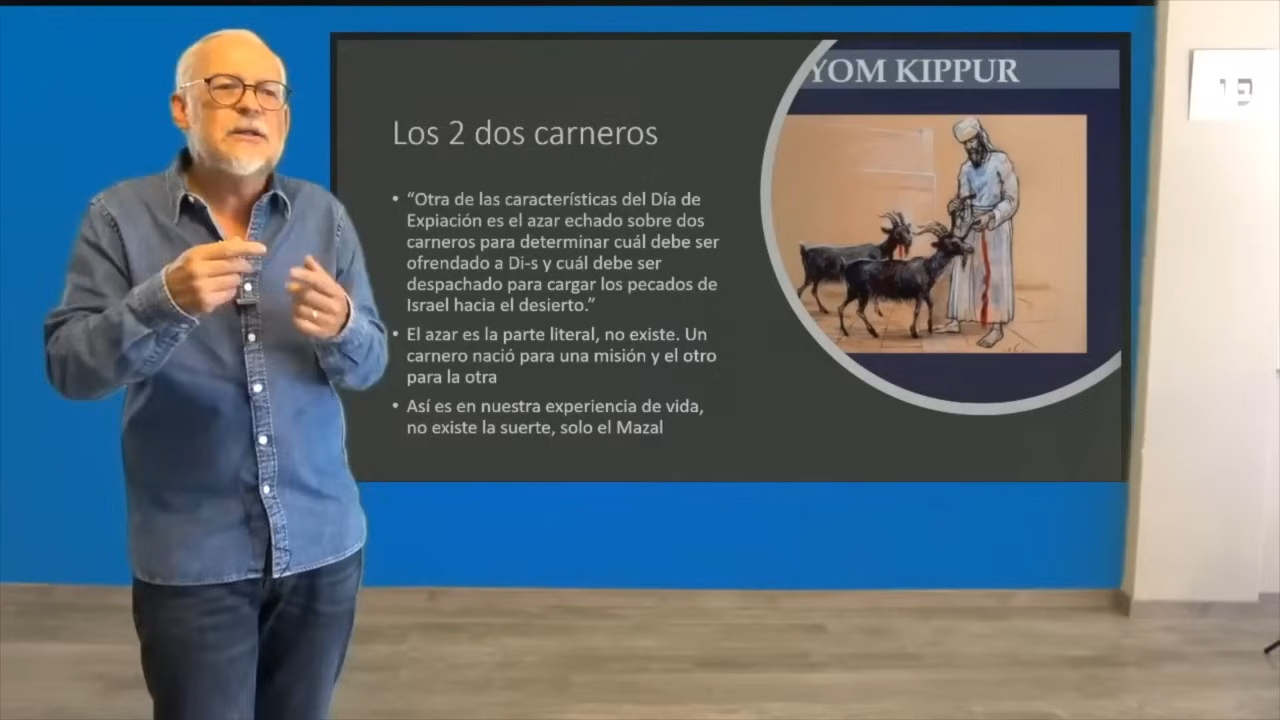 YOM KIPPUR
Los 2 dos carneros
• “Otra de las características del Día de
Expiación es el azar echado sobre dos
carneros para determinar cuál debe ser
ofrendado a Di-s y cuál debe ser
despachado para cargar los pecados de
Israel hacia el desierto.”
• El azar es la parte literal, no existe. Un
carnero nació para una misión y el otro
para la otra
• Así es en nuestra experiencia de vida,
no existe la suerte, solo el Mazal